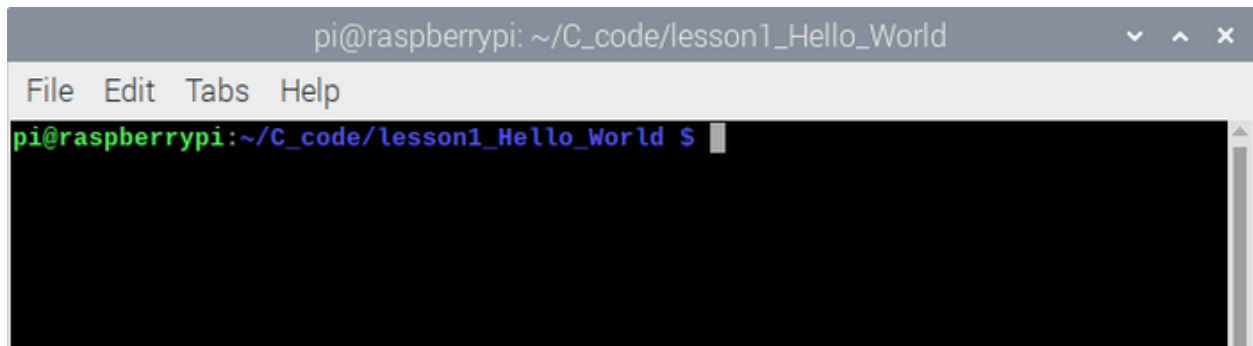 pi@raspberrypi: ~/C_code/lesson1_Hello_World
File Edit Tabs Help
pi@raspberrypi:~/C_code/lesson1_Hello_World $